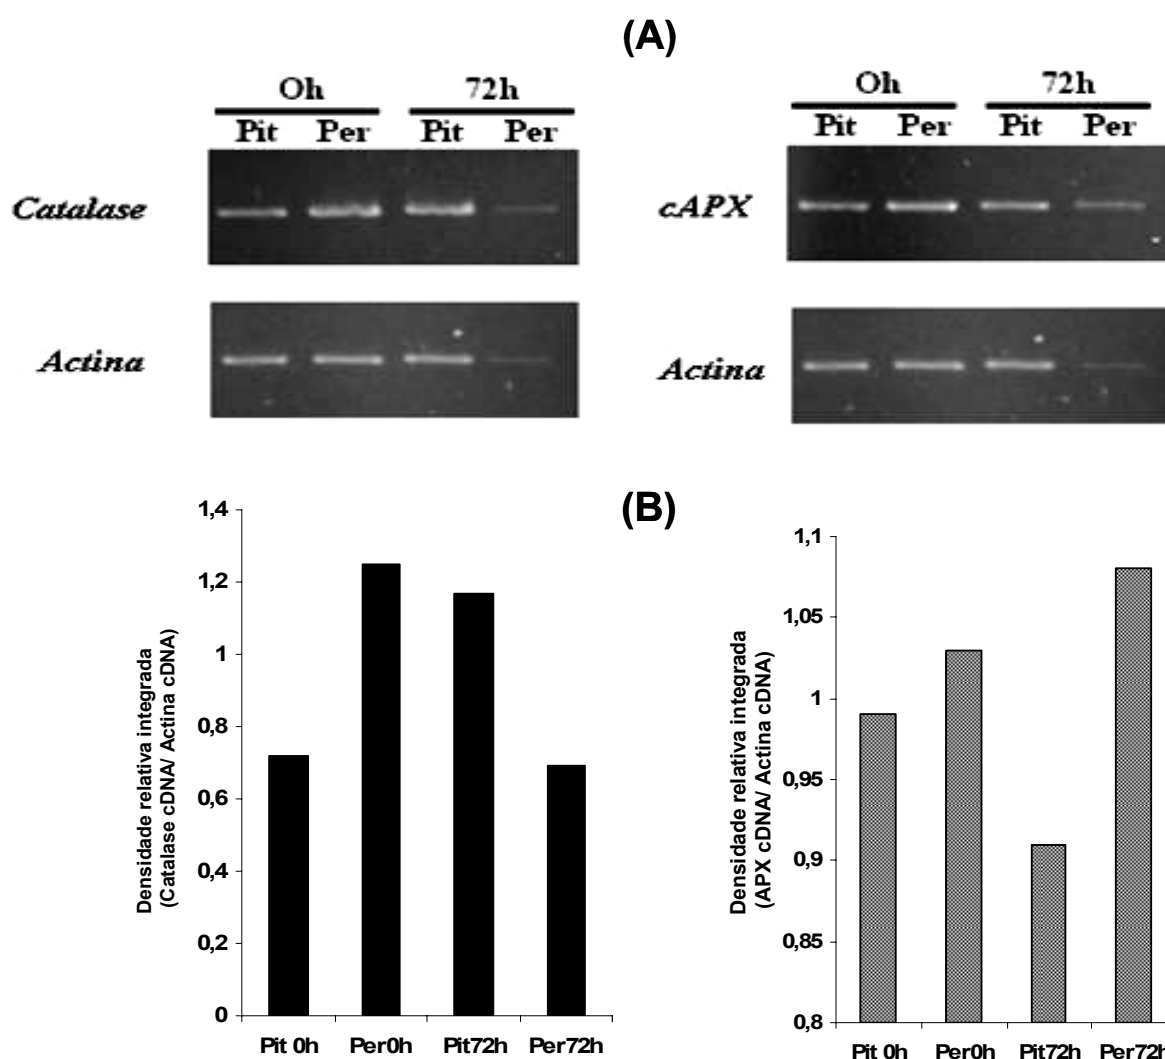 (A)
Oh 72h
Pit Per Pit Per
Catalase
Actina
Oh 72h
Pit Per Pit Per
cAPX
Actina
(B)
Densidade relativa integrada
(Catalase cDNA/ Actina cDNA)
1,4
1,2
1
0,8
0,6
0,4
0,2
0
Pit 0h Per0h Pit72h Per72h
Densidade relativa integrada
(APX cDNA/ Actina cDNA)
1,1
1,05
1
0,95
0,9
0,85
0,8
Pit 0h Per0h Pit72h Per72h